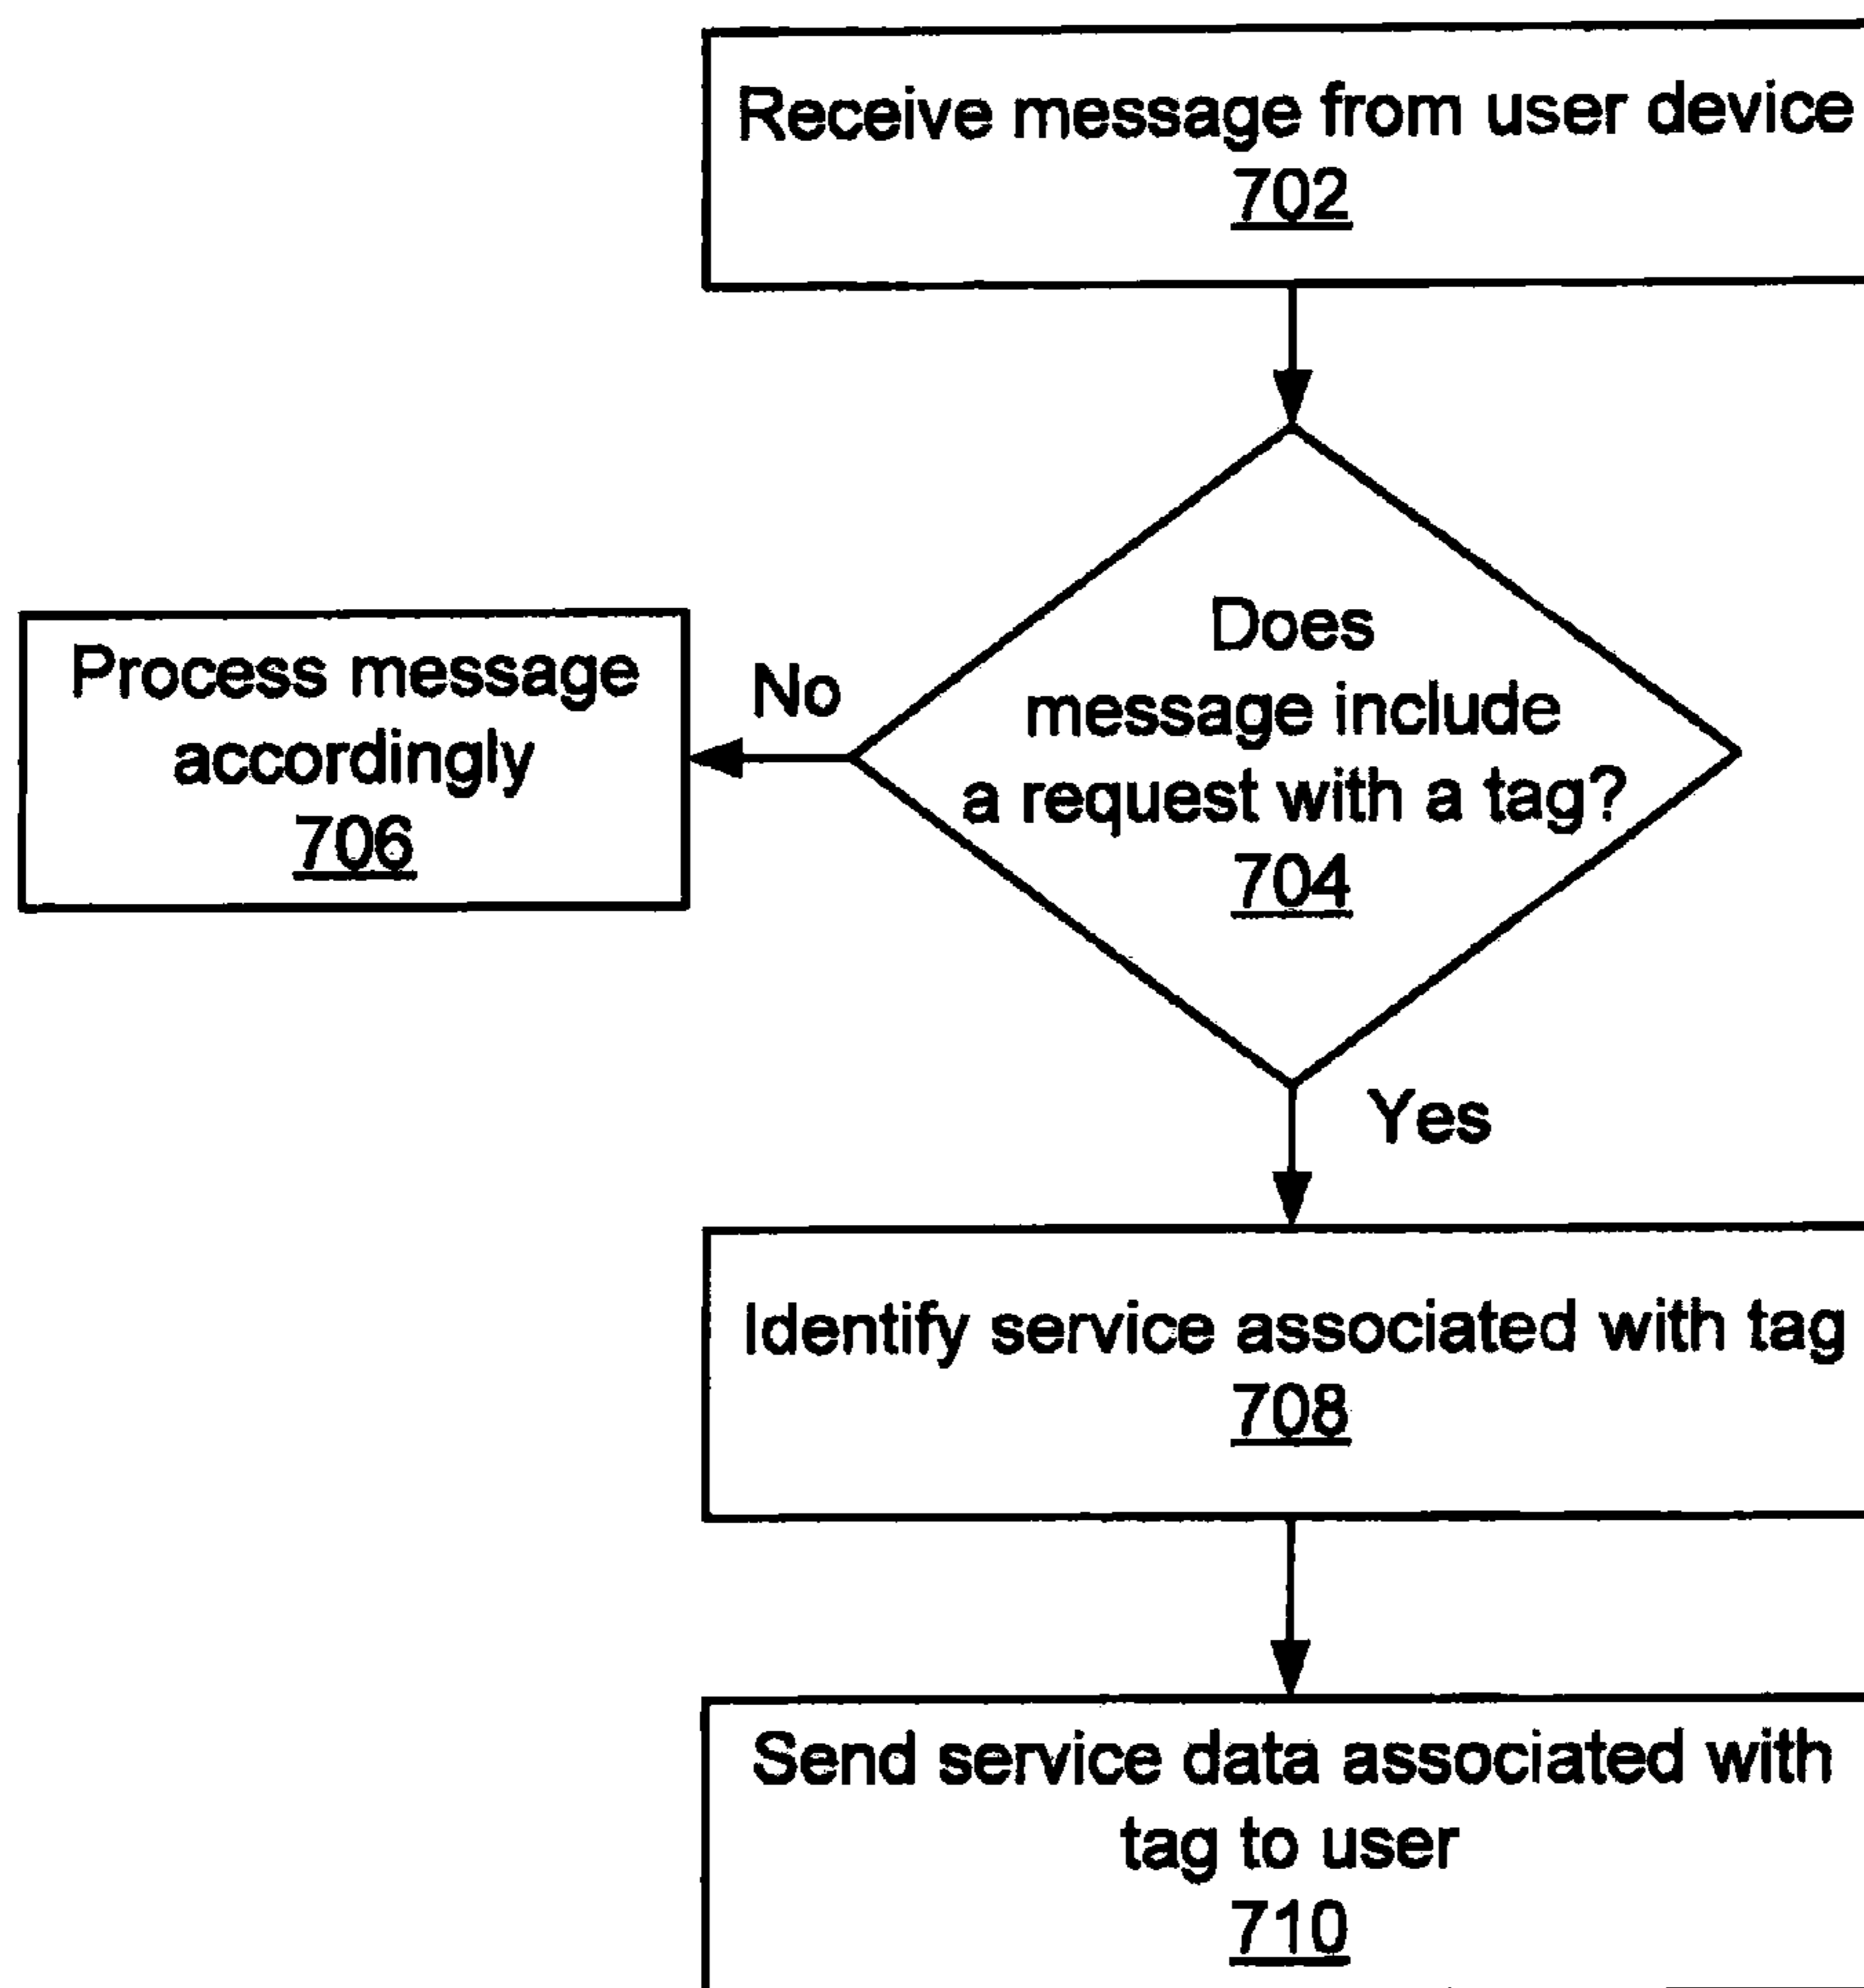 Receive message from user device
702
Does
message include
a request with a tag?
704
No
Process message
accordingly
706
Yes
Identify service associated with tag
708
Send service data associated with
tag to user
710